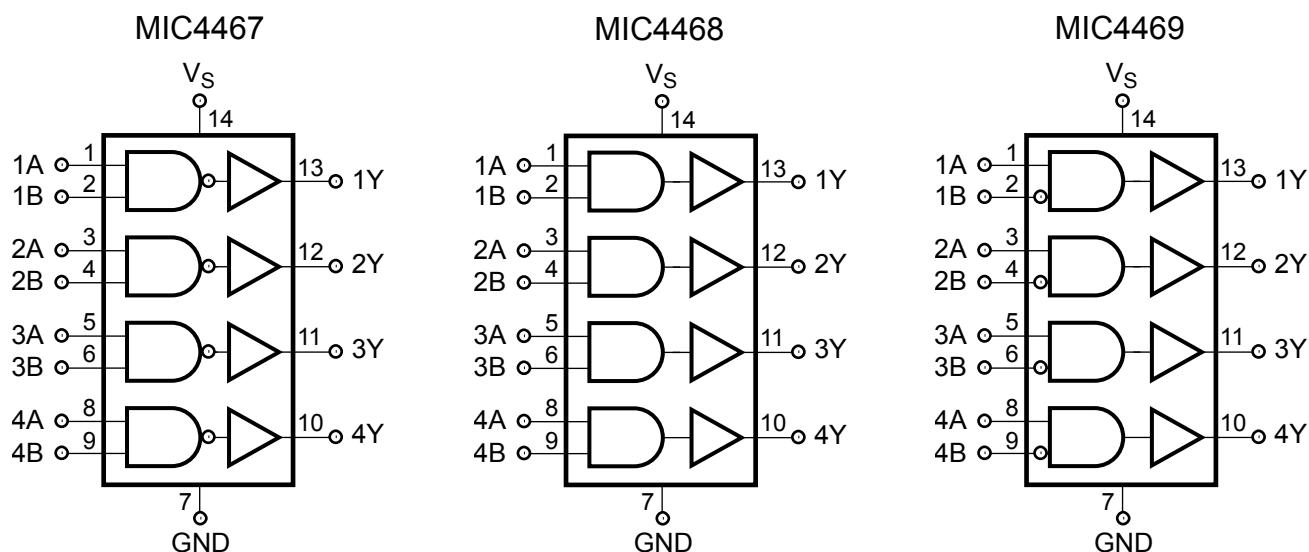 MIC4467
VS
14
1A 1 13 1Y
1B 2
2A 3 12 2Y
2B 4
3A 5 11 3Y
3B 6
4A 8 10 4Y
4B 9
7
GND
MIC4468
VS
14
1A 1 13 1Y
1B 2
2A 3 12 2Y
2B 4
3A 5 11 3Y
3B 6
4A 8 10 4Y
4B 9
7
GND
MIC4469
VS
14
1A 1 13 1Y
1B 2
2A 3 12 2Y
2B 4
3A 5 11 3Y
3B 6
4A 8 10 4Y
4B 9
7
GND